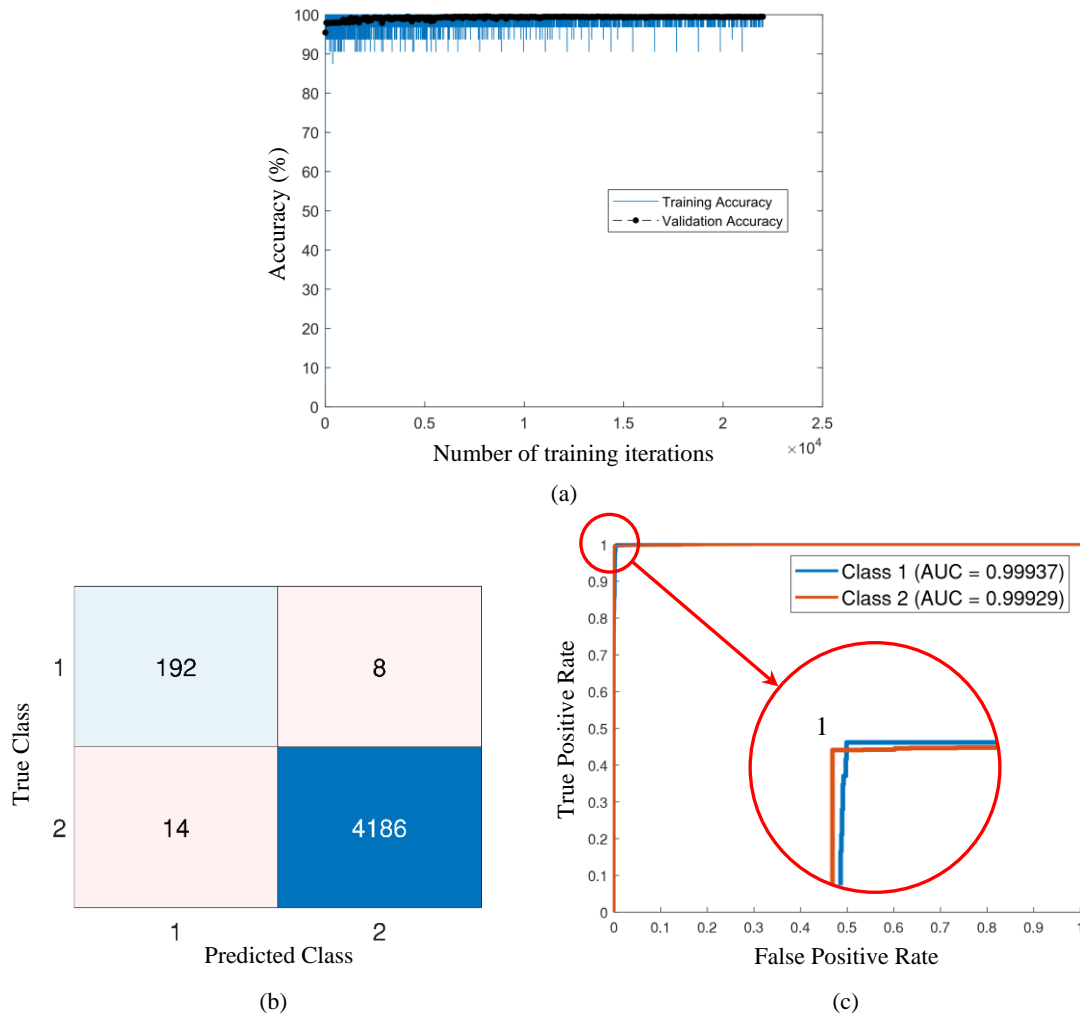 100
90
80
70
60
50
40
30
20
10
0
Accuracy (%)
Training Accuracy
Validation Accuracy
0 0.5 1 1.5 2 2.5
×10⁴
Number of training iterations
(a)
True Class
1 192 8
2 14 4186
1 2
Predicted Class
(b)
True Positive Rate
1
0.9
0.8
0.7
0.6
0.5
0.4
0.3
0.2
0.1
0
Class 1 (AUC = 0.99937)
Class 2 (AUC = 0.99929)
1
0 0.1 0.2 0.3 0.4 0.5 0.6 0.7 0.8 0.9 1
False Positive Rate
(c)